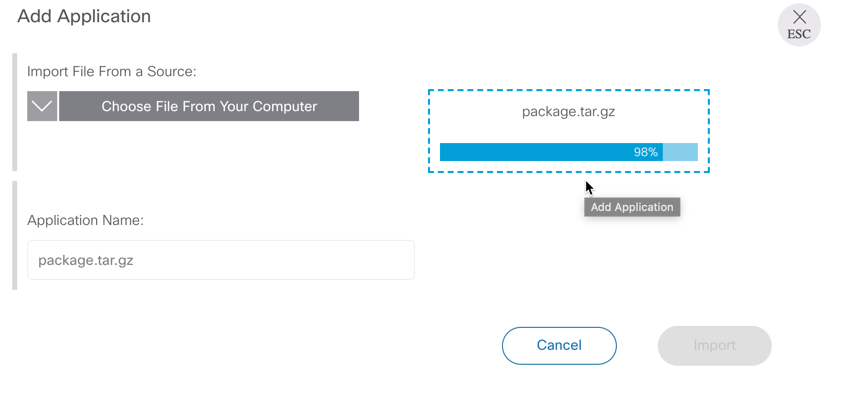 Add Application
ESC
Import File From a Source:
Choose File From Your Computer
package.tar.gz
98%
Add Application
Application Name:
package.tar.gz
Cancel
Import